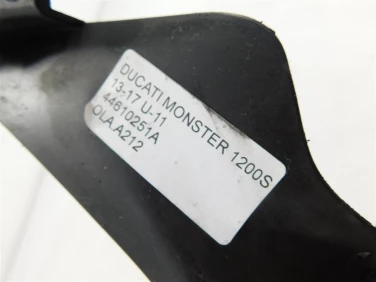 DUCATI MONSTER 1200S
13-17 U-11
44610251A
OLA A212